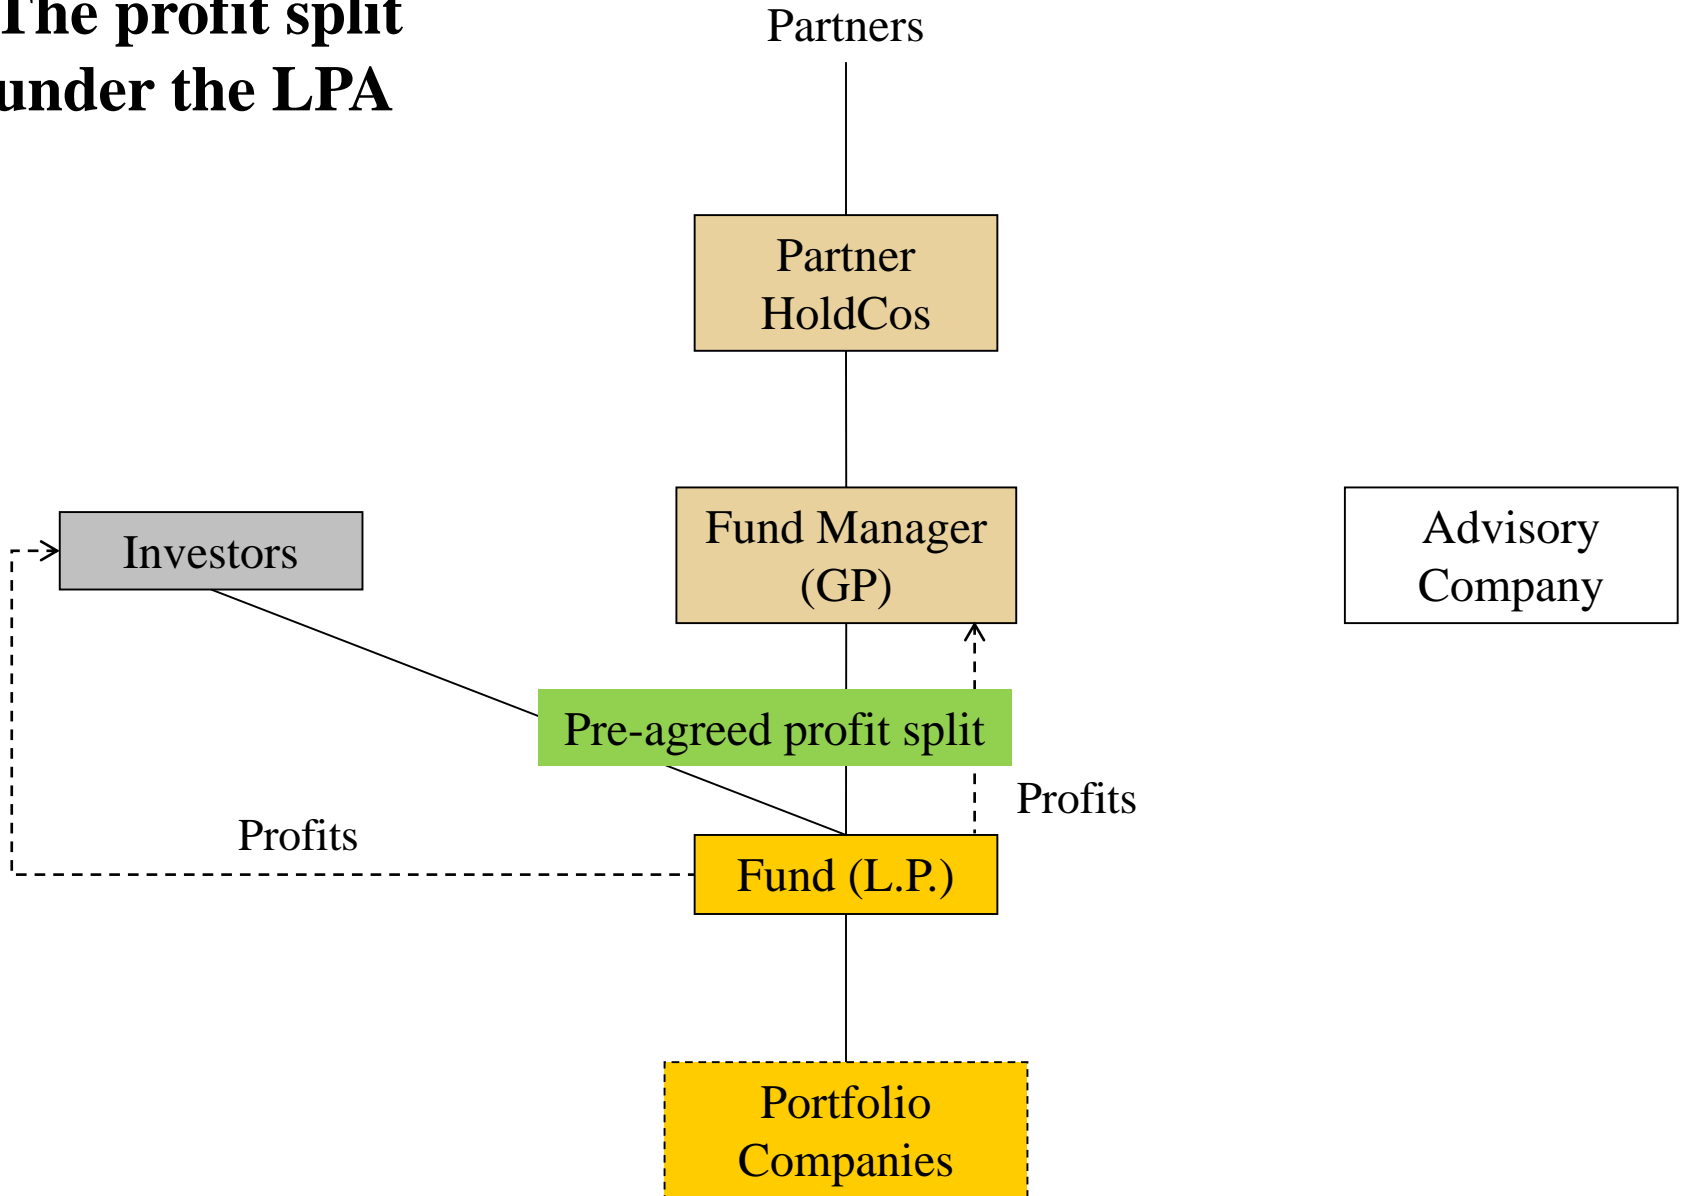 The profit split
under the LPA
Partners
Partner
HoldCos
Investors
Fund Manager
(GP)
Advisory
Company
Pre-agreed profit split
Profits
Profits
Fund (L.P.)
Portfolio
Companies